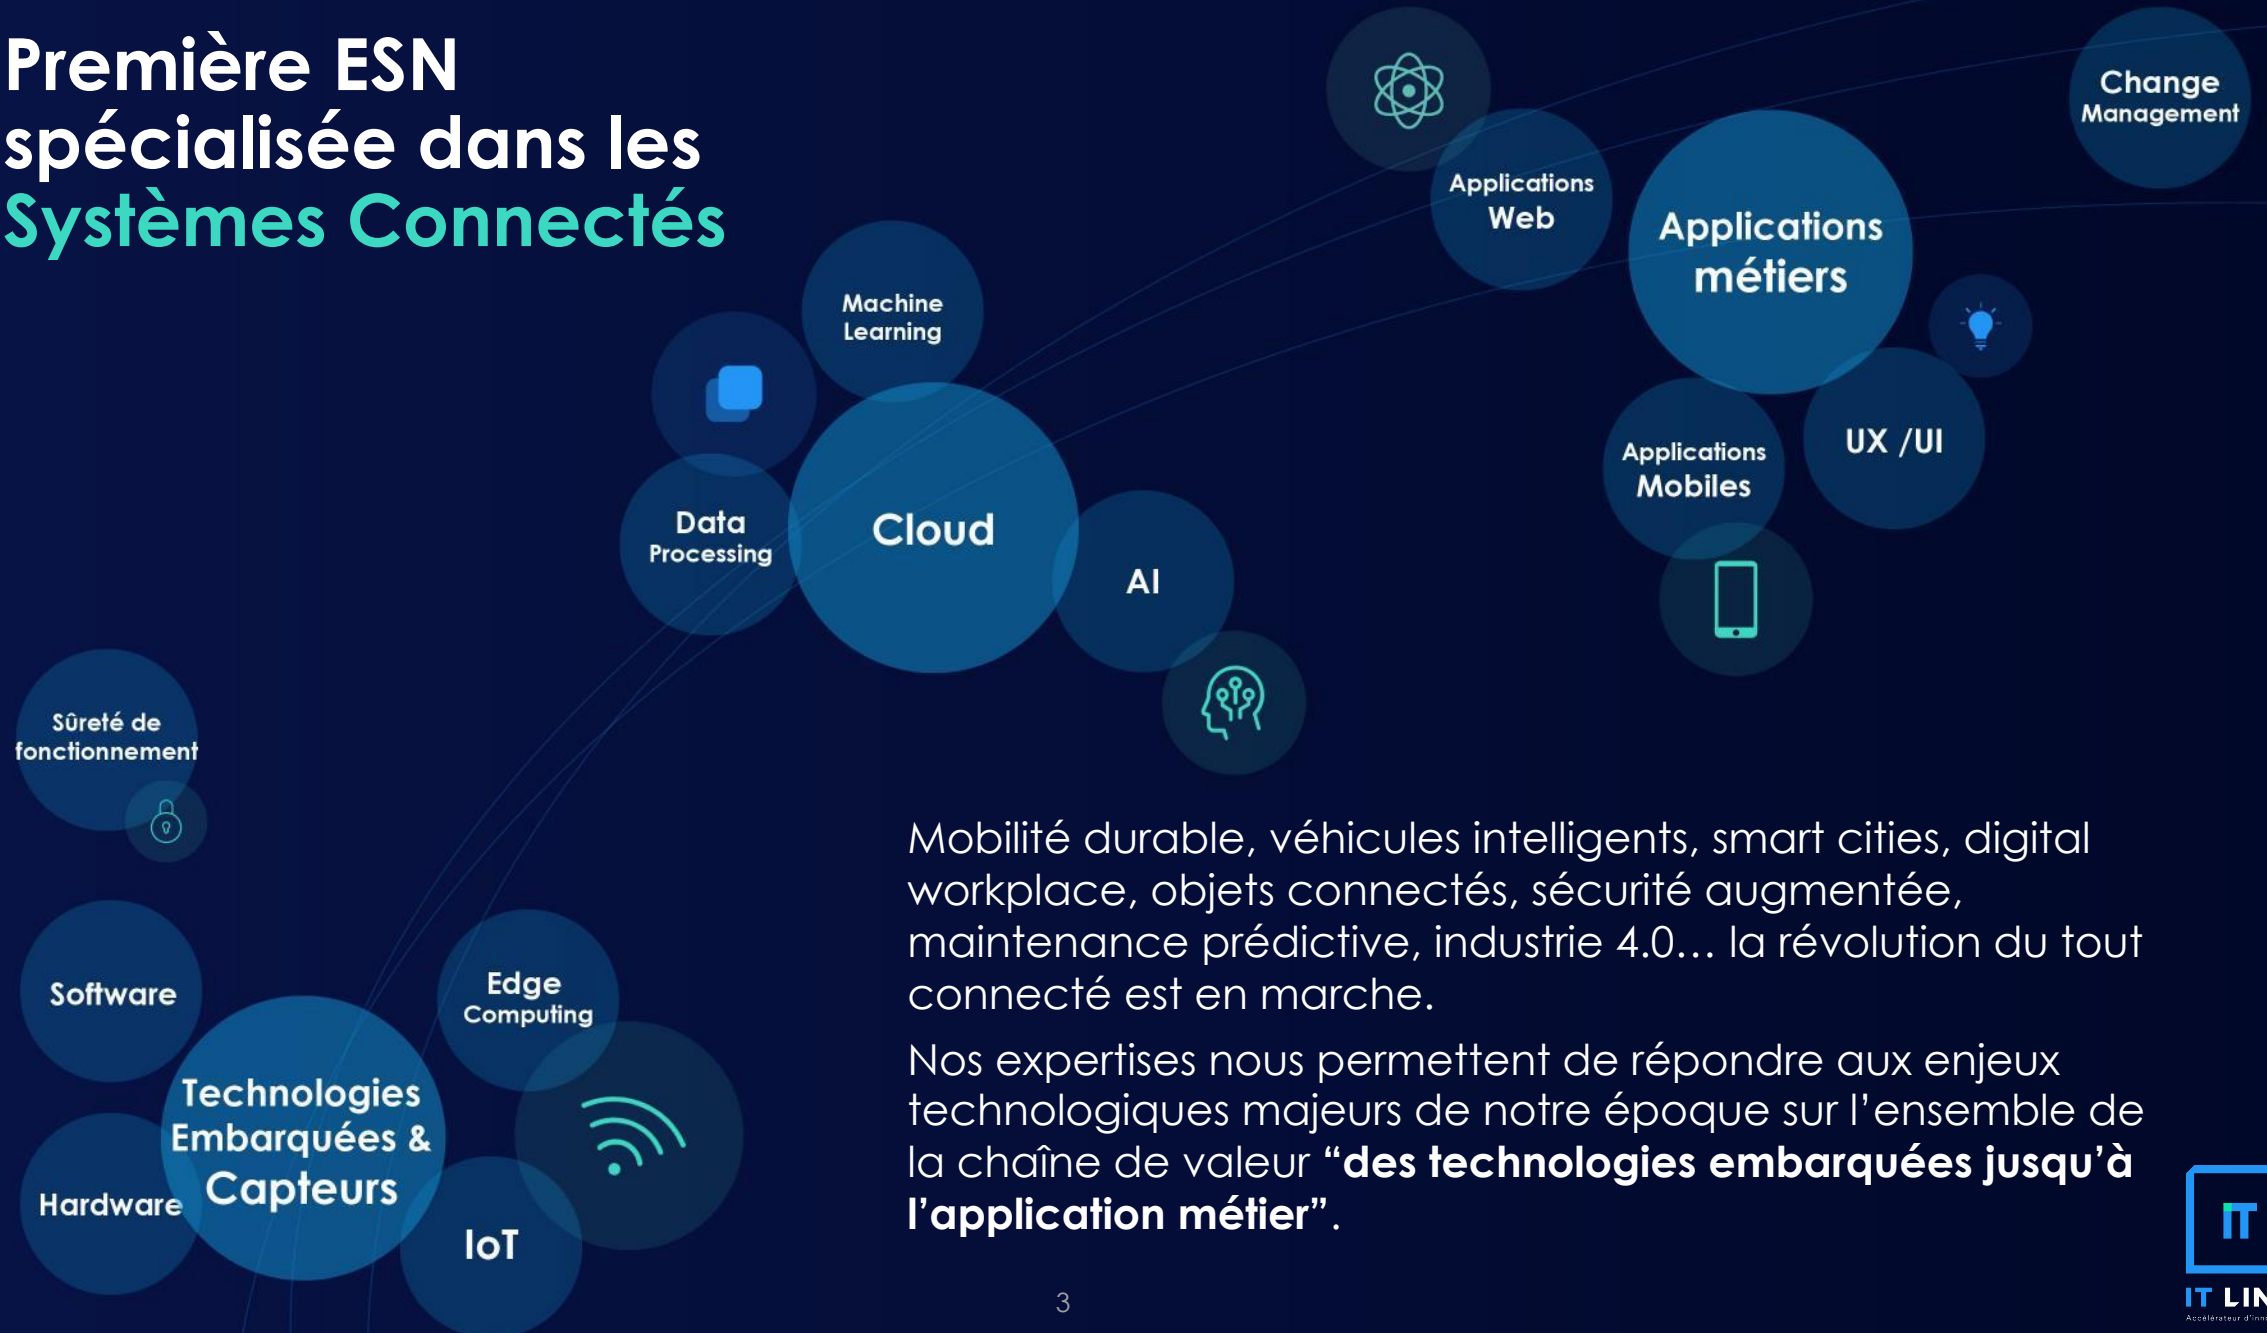 Première ESN
spécialisée dans les
Systèmes Connectés
Change
Management
Applications
Web
Applications
métiers
Machine
Learning
UX /UI
Applications
Mobiles
Data
Processing
Cloud
AI
Sûreté de
fonctionnement
Software
Edge
Computing
Technologies
Embarquées &
Capteurs
Hardware
IoT
Mobilité durable, véhicules intelligents, smart cities, digital
workplace, objets connectés, sécurité augmentée,
maintenance prédictive, industrie 4.0… la révolution du tout
connecté est en marche.
Nos expertises nous permettent de répondre aux enjeux
technologiques majeurs de notre époque sur l’ensemble de
la chaîne de valeur “des technologies embarquées jusqu’à
l’application métier”.
IT
IT LIN
Accélérateur d'inn
3